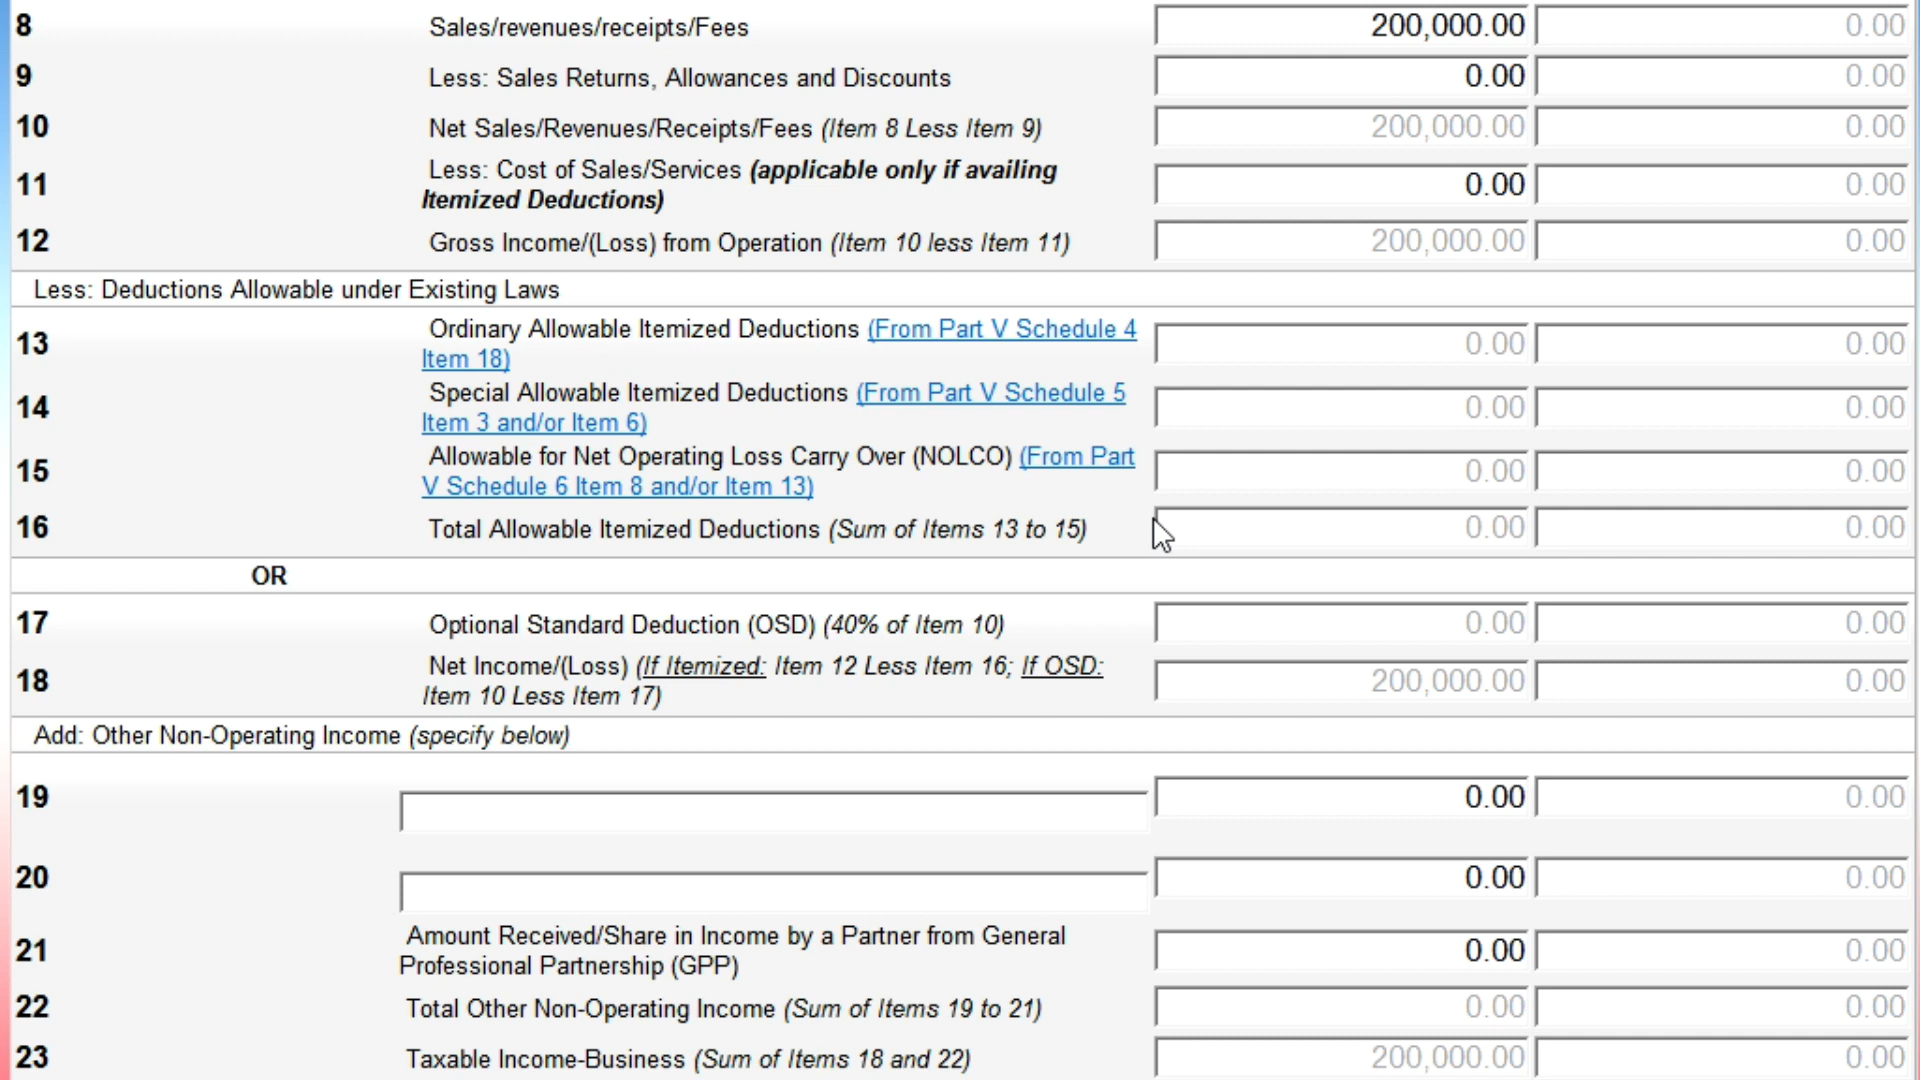 8 Sales/revenues/receipts/Fees 200,000.00 0.00
9 Less: Sales Returns, Allowances and Discounts 0.00 0.00
10 Net Sales/Revenues/Receipts/Fees (Item 8 Less Item 9) 200,000.00 0.00
11 Less: Cost of Sales/Services (applicable only if availing
Itemized Deductions) 0.00 0.00
12 Gross Income/(Loss) from Operation (Item 10 less Item 11) 200,000.00 0.00
Less: Deductions Allowable under Existing Laws
13 Ordinary Allowable Itemized Deductions (From Part V Schedule 4
Item 18) 0.00 0.00
14 Special Allowable Itemized Deductions (From Part V Schedule 5
Item 3 and/or Item 6) 0.00 0.00
15 Allowable for Net Operating Loss Carry Over (NOLCO) (From Part
V Schedule 6 Item 8 and/or Item 13) 0.00 0.00
16 Total Allowable Itemized Deductions (Sum of Items 13 to 15) 0.00 0.00
OR
17 Optional Standard Deduction (OSD) (40% of Item 10) 0.00 0.00
18 Net Income/(Loss) (If Itemized: Item 12 Less Item 16; If OSD:
Item 10 Less Item 17) 200,000.00 0.00
Add: Other Non-Operating Income (specify below)
19 0.00 0.00
20 0.00 0.00
21 Amount Received/Share in Income by a Partner from General
Professional Partnership (GPP) 0.00 0.00
22 Total Other Non-Operating Income (Sum of Items 19 to 21) 0.00 0.00
23 Taxable Income-Business (Sum of Items 18 and 22) 200,000.00 0.00